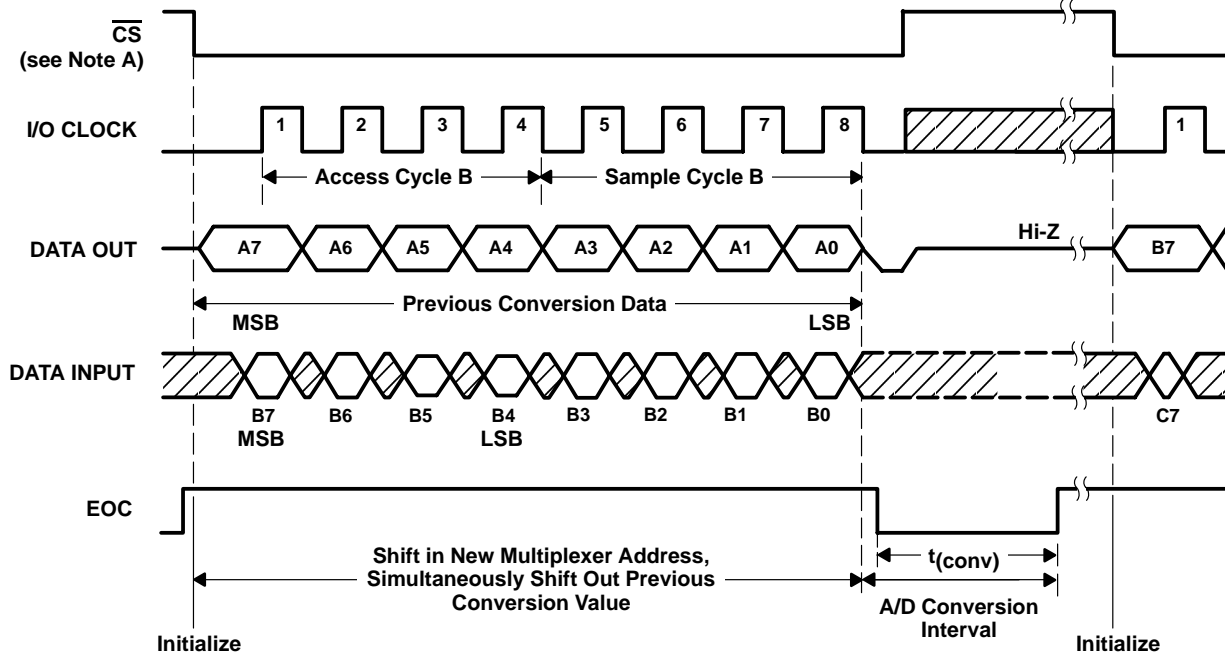 CS
(see Note A)
I/O CLOCK
1 2 3 4 5 6 7 8 1
Access Cycle B Sample Cycle B
DATA OUT
A7 A6 A5 A4 A3 A2 A1 A0 Hi-Z B7
Previous Conversion Data
MSB LSB
DATA INPUT
B7 B6 B5 B4 B3 B2 B1 B0 C7
MSB LSB
EOC
Shift in New Multiplexer Address,
Simultaneously Shift Out Previous
Conversion Value
t(conv)
A/D Conversion
Interval
Initialize Initialize